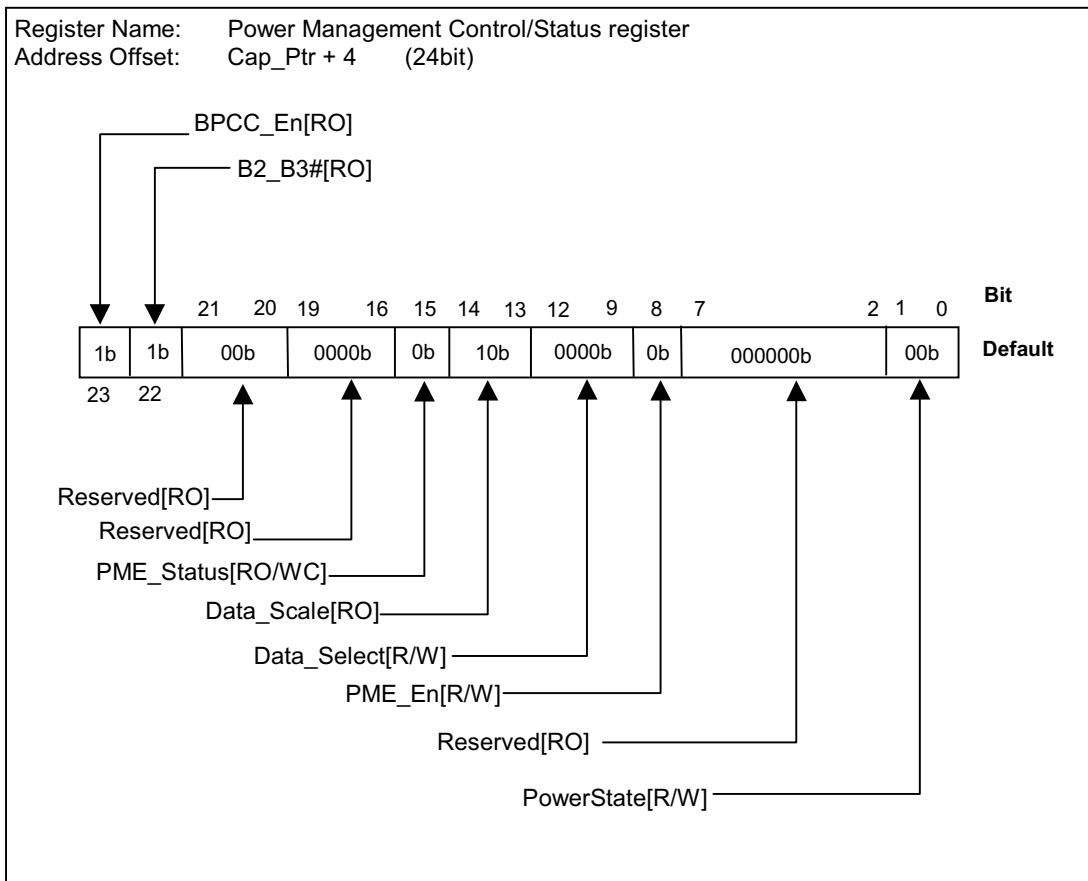 Register Name: Power Management Control/Status register
Address Offset: Cap_Ptr + 4 (24bit)
BPCC_En[RO]
B2_B3#[RO]
21 20 19 16 15 14 13 12 9 8 7 2 1 0 Bit
1b 1b 00b 0000b 0b 10b 0000b 0b 000000b 00b Default
23 22
Reserved[RO]
Reserved[RO]
PME_Status[RO/WC]
Data_Scale[RO]
Data_Select[R/W]
PME_En[R/W]
Reserved[RO]
PowerState[R/W]